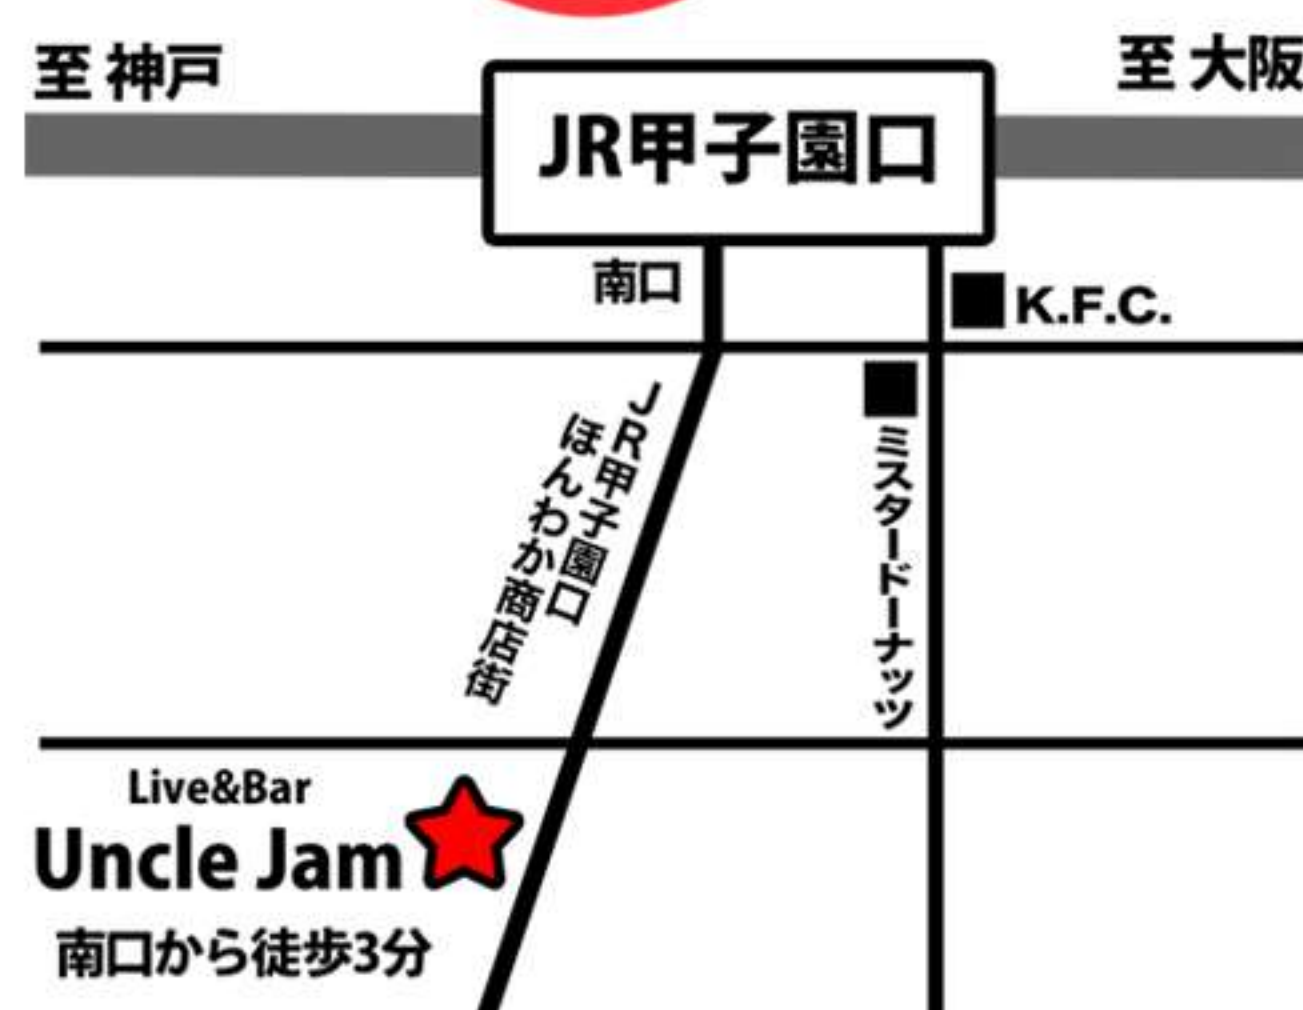 至 神戸
至 大阪
JR甲子園口
南口
K.F.C.
JR甲子園口
ほんわか商店街
ミスタードーナッツ
Live&Bar
Uncle Jam
南口から徒歩3分